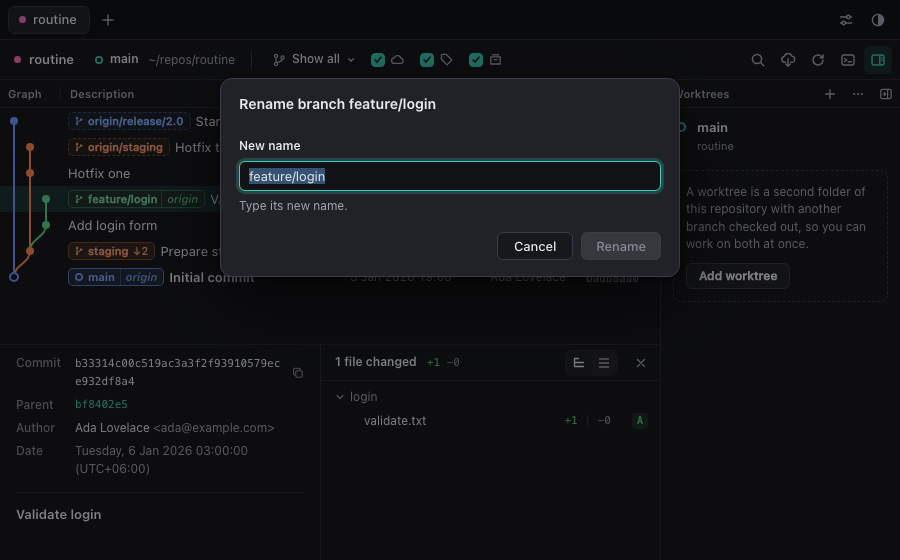 routine
routine
main
~/repos/routine
Show all
Graph
Description
Worktrees
origin/release/2.0
origin/staging
Hotfix one
feature/login
origin
Add login form
staging ↓2
main
origin
Initial commit
Ada Lovelace
Rename branch feature/login
New name
feature/login
Type its new name.
Cancel
Rename
main
routine
A worktree is a second folder of
this repository with another
branch checked out, so you can
work on both at once.
Add worktree
Commit
b33314c00c519ac3a3f2f93910579ec
e932df8a4
Parent
bf8402e5
Author
Ada Lovelace <ada@example.com>
Date
Tuesday, 6 Jan 2026 03:00:00
(UTC+06:00)
Validate login
1 file changed
+1 −0
login
validate.txt
+1
−0
A